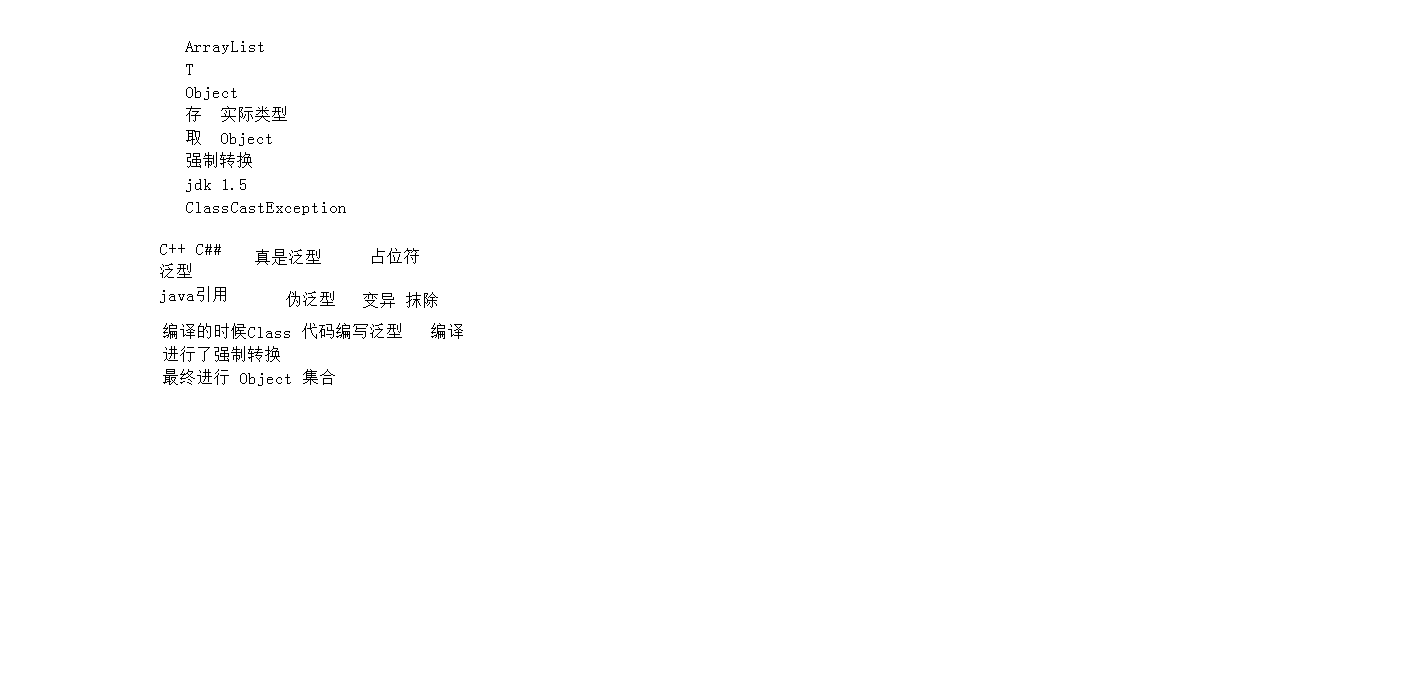 ArrayList
T
Object
存 实际类型
取 Object
强制转换
jdk 1.5
ClassCastException
C++ C## 真是泛型 占位符
泛型
java引用 伪泛型 变异 抹除
编译的时候Class 代码编写泛型 编译
进行了强制转换
最终进行 Object 集合